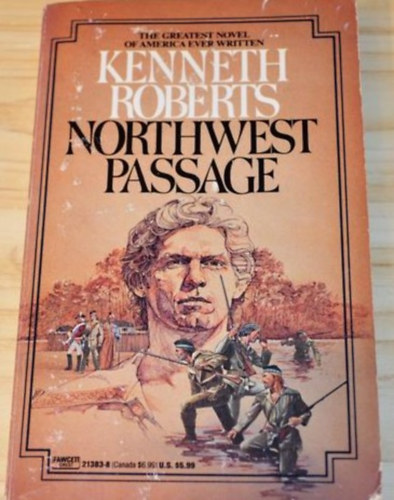 THE GREATEST NOVEL
OF AMERICA EVER WRITTEN
KENNETH
ROBERTS
NORTHWEST
PASSAGE
FAWCETT
CREST
21383-8 (Canada $6.95) U.S. $5.99